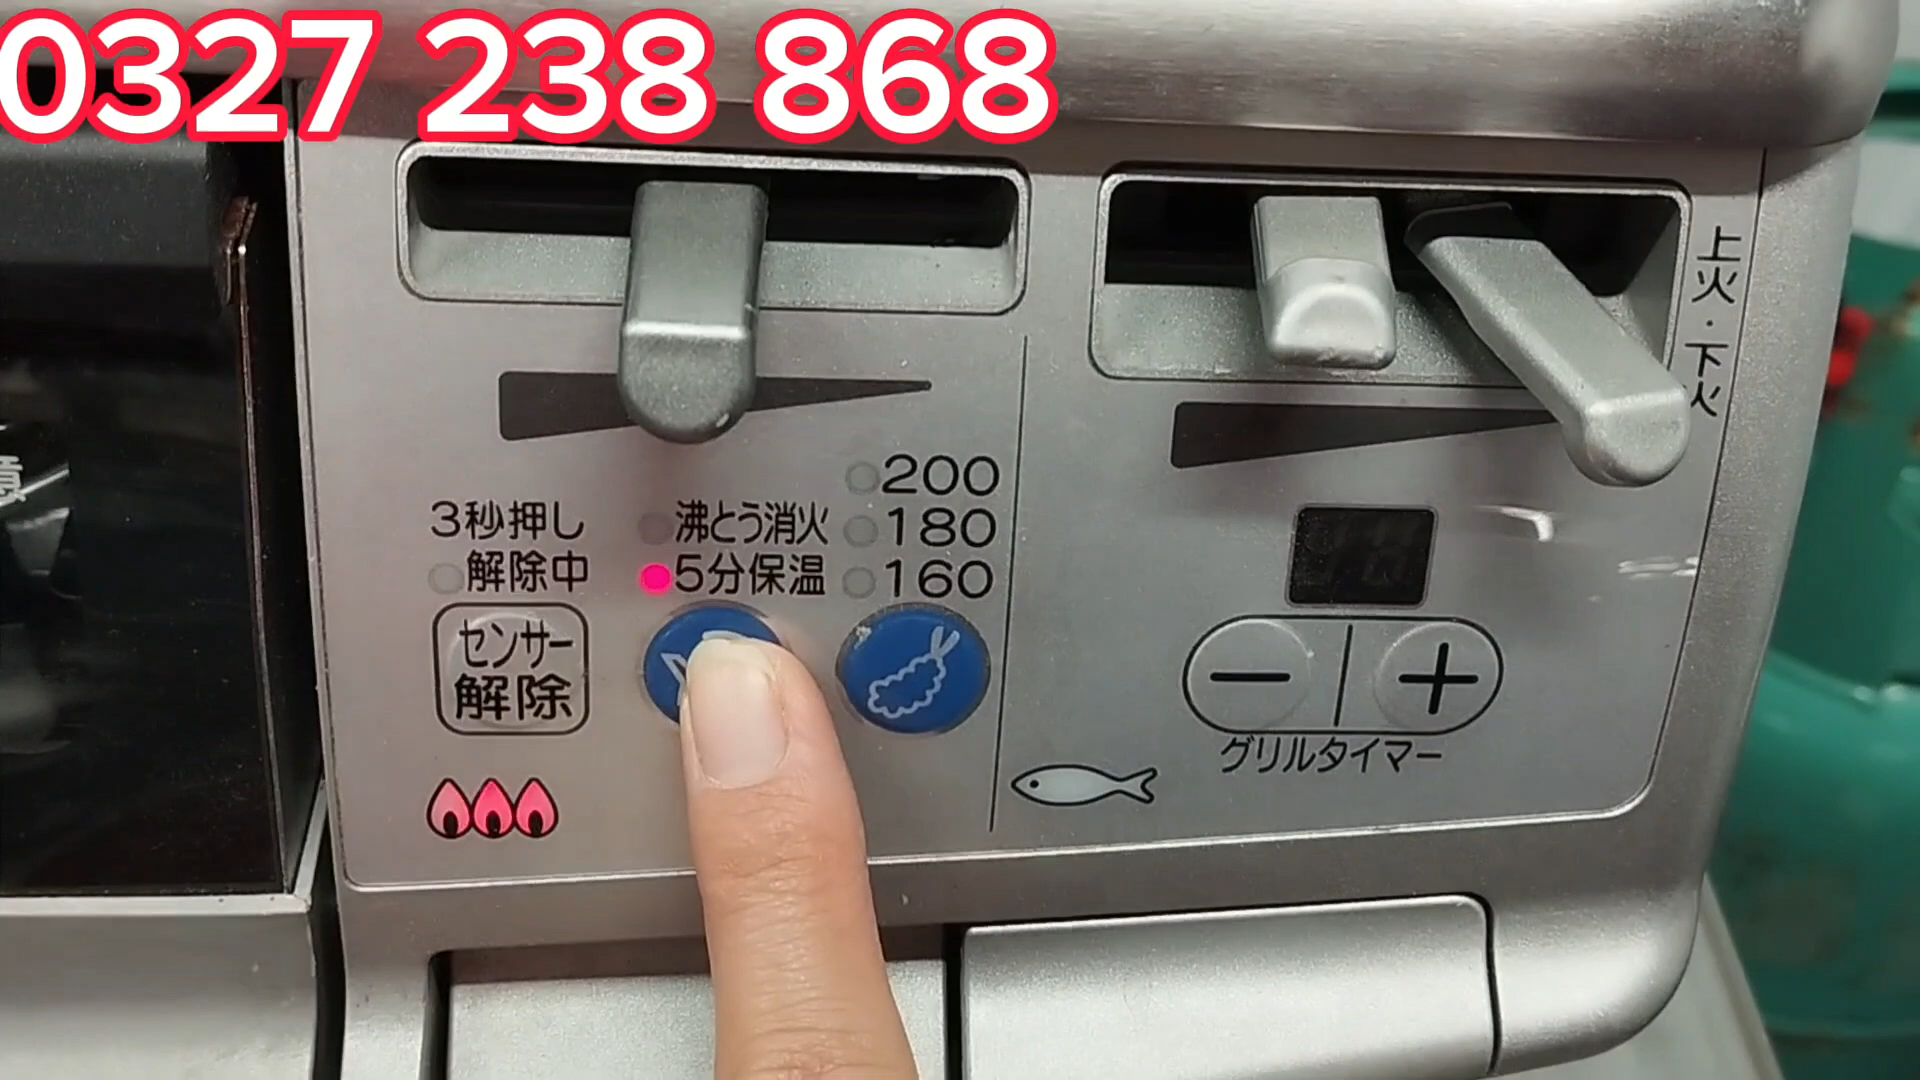 0327 238 868
上火・下火
200
3秒押し
沸とう消火
180
解除中
5分保温
160
センサー
解除
− +
グリルタイマー